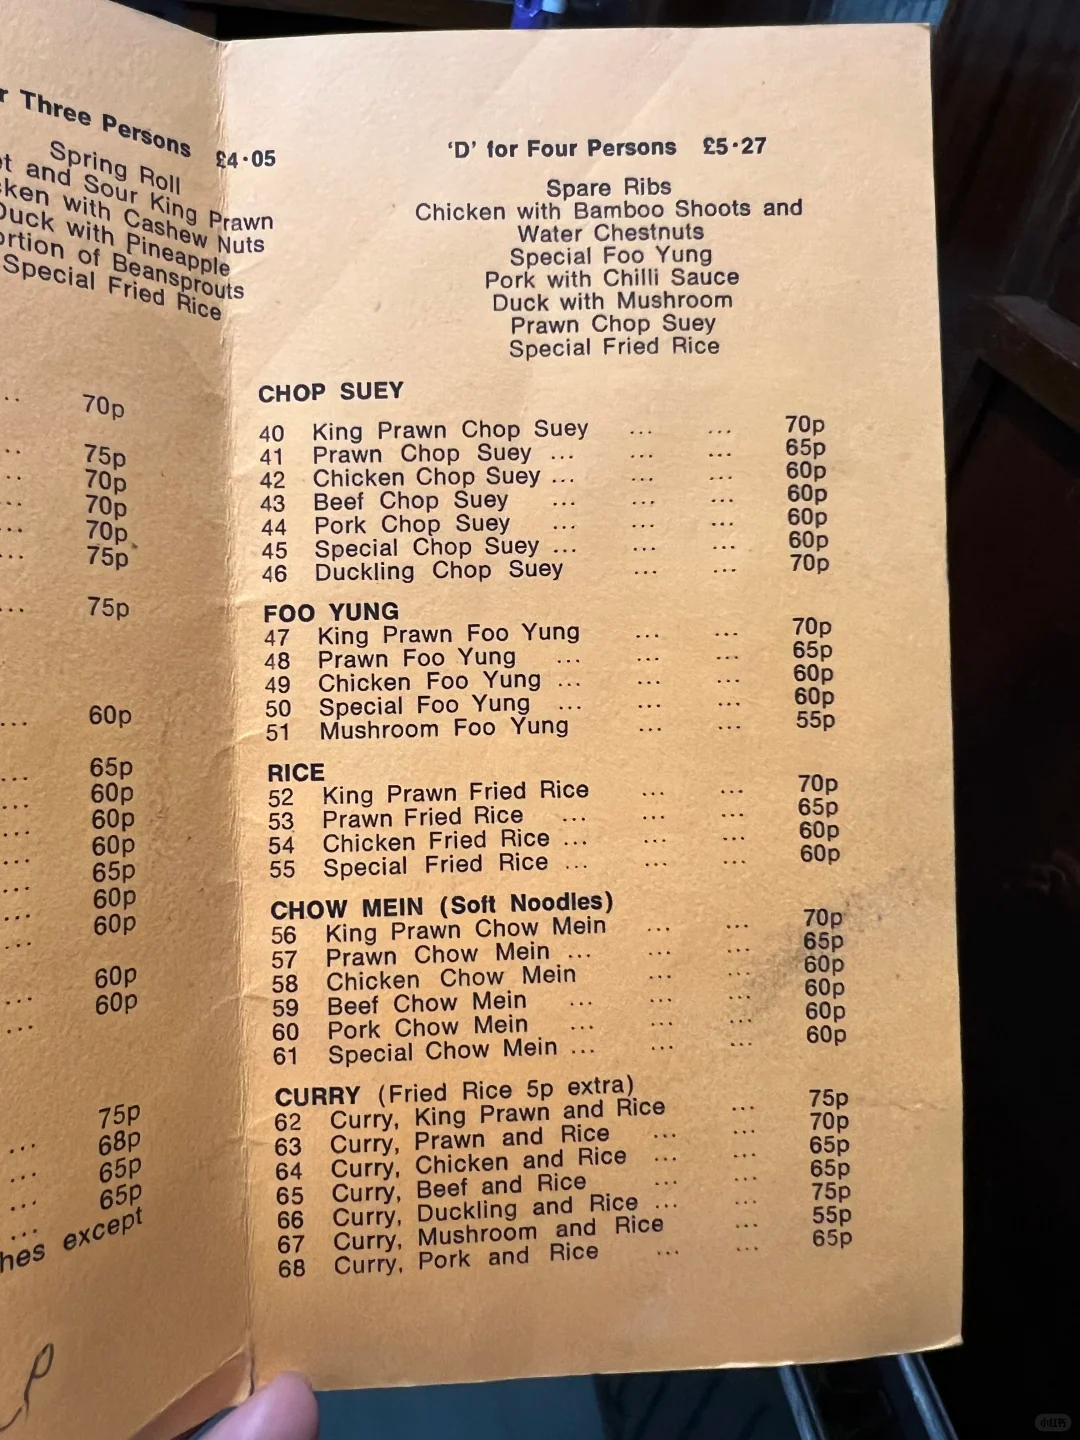 r Three Persons £4·05
Spring Roll
and Sour King Prawn
ken with Cashew Nuts
Duck with Pineapple
ortion of Beansprouts
Special Fried Rice
.. 70p
.. 75p
.. 70p
... 70p
... 70p
... 75p
... 75p
... 60p
... 65p
... 60p
... 60p
... 60p
... 65p
... 60p
... 60p
... 60p
... 60p
75p
... 68p
... 65p
... 65p
hes except
p
'D' for Four Persons £5·27
Spare Ribs
Chicken with Bamboo Shoots and
Water Chestnuts
Special Foo Yung
Pork with Chilli Sauce
Duck with Mushroom
Prawn Chop Suey
Special Fried Rice
CHOP SUEY
40 King Prawn Chop Suey ... ... 70p
41 Prawn Chop Suey ... ... ... 65p
42 Chicken Chop Suey ... ... ... 60p
43 Beef Chop Suey ... ... ... 60p
44 Pork Chop Suey ... ... ... 60p
45 Special Chop Suey ... ... ... 60p
46 Duckling Chop Suey ... ... 70p
FOO YUNG
47 King Prawn Foo Yung ... ... 70p
48 Prawn Foo Yung ... ... ... 65p
49 Chicken Foo Yung ... ... ... 60p
50 Special Foo Yung ... ... ... 60p
51 Mushroom Foo Yung ... ... 55p
RICE
52 King Prawn Fried Rice ... ... 70p
53 Prawn Fried Rice ... ... ... 65p
54 Chicken Fried Rice ... ... ... 60p
55 Special Fried Rice ... ... ... 60p
CHOW MEIN (Soft Noodles)
56 King Prawn Chow Mein ... ... 70p
57 Prawn Chow Mein ... ... ... 65p
58 Chicken Chow Mein ... ... 60p
59 Beef Chow Mein ... ... ... 60p
60 Pork Chow Mein ... ... ... 60p
61 Special Chow Mein ... ... ... 60p
CURRY (Fried Rice 5p extra)
62 Curry, King Prawn and Rice ... 75p
63 Curry, Prawn and Rice ... ... 70p
64 Curry, Chicken and Rice ... ... 65p
65 Curry, Beef and Rice ... ... 65p
66 Curry, Duckling and Rice ... ... 75p
67 Curry, Mushroom and Rice ... 55p
68 Curry, Pork and Rice ... ... 65p
小红书